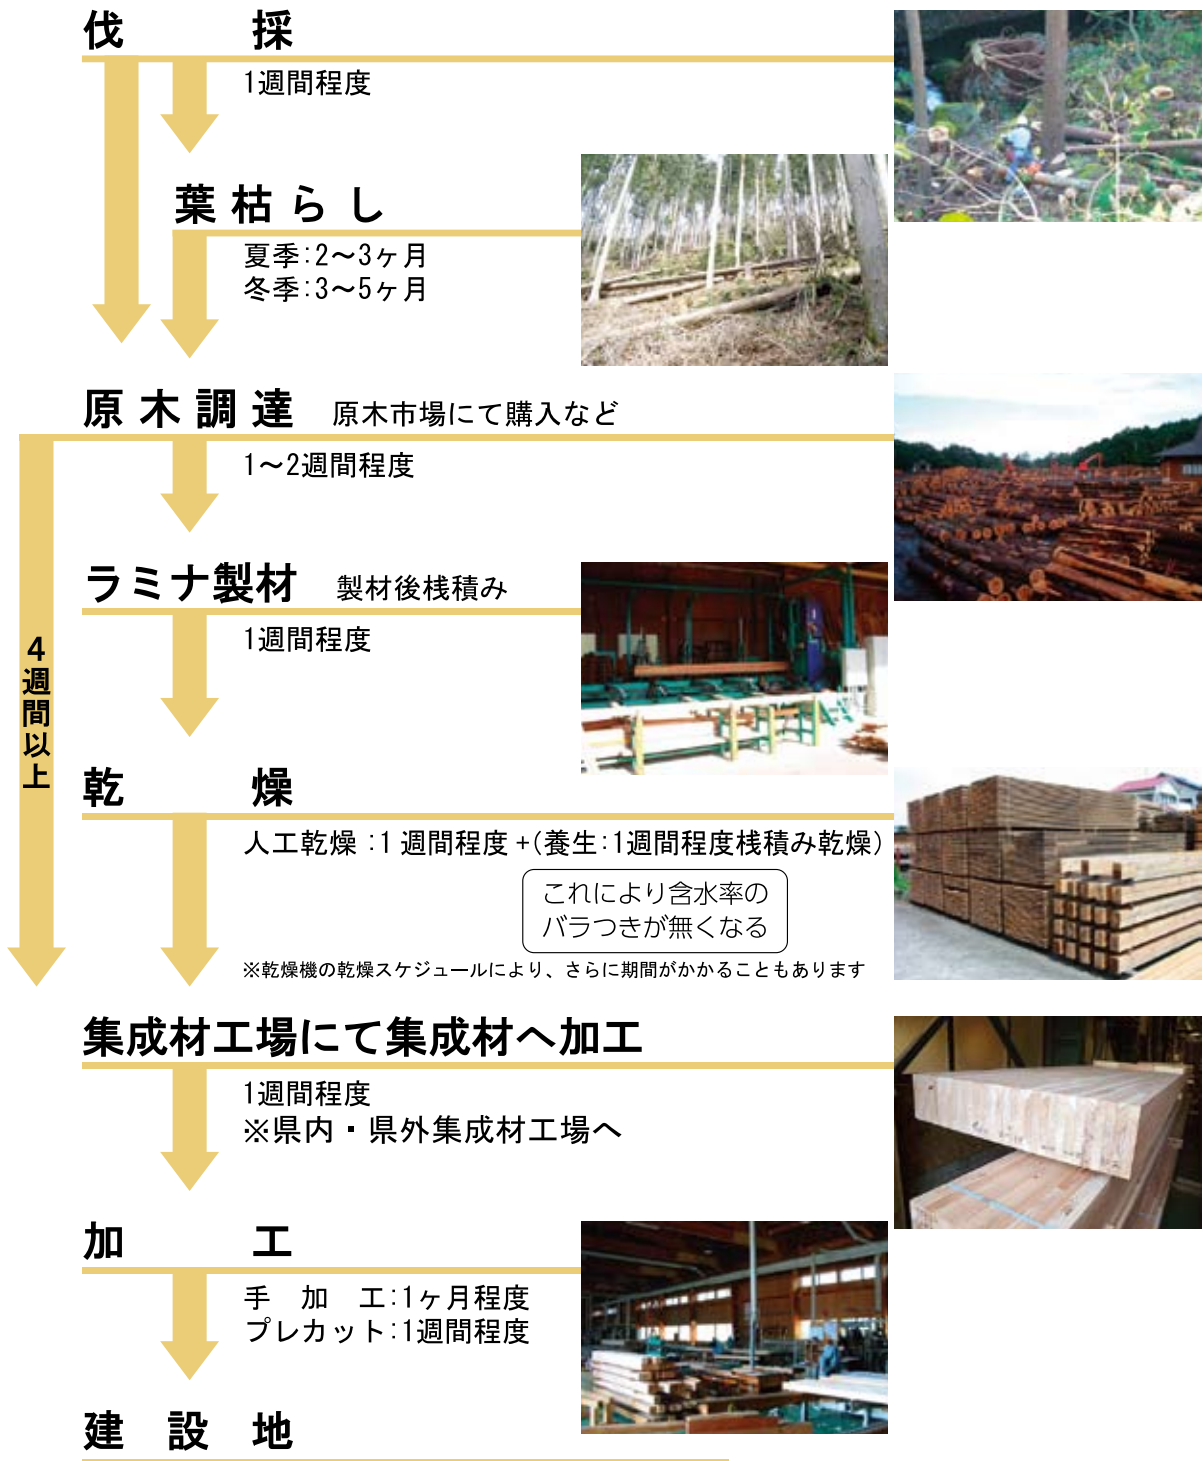 伐採
1週間程度
葉枯らし
夏季:2〜3ヶ月
冬季:3〜5ヶ月
原木調達 原木市場にて購入など
1〜2週間程度
ラミナ製材 製材後桟積み
1週間程度
4週間以上
乾燥
人工乾燥:1週間程度+(養生:1週間程度桟積み乾燥)
これにより含水率の
バラつきが無くなる
※乾燥機の乾燥スケジュールにより、さらに期間がかかることもあります
集成材工場にて集成材へ加工
1週間程度
※県内・県外集成材工場へ
加工
手加工:1ヶ月程度
プレカット:1週間程度
建設地